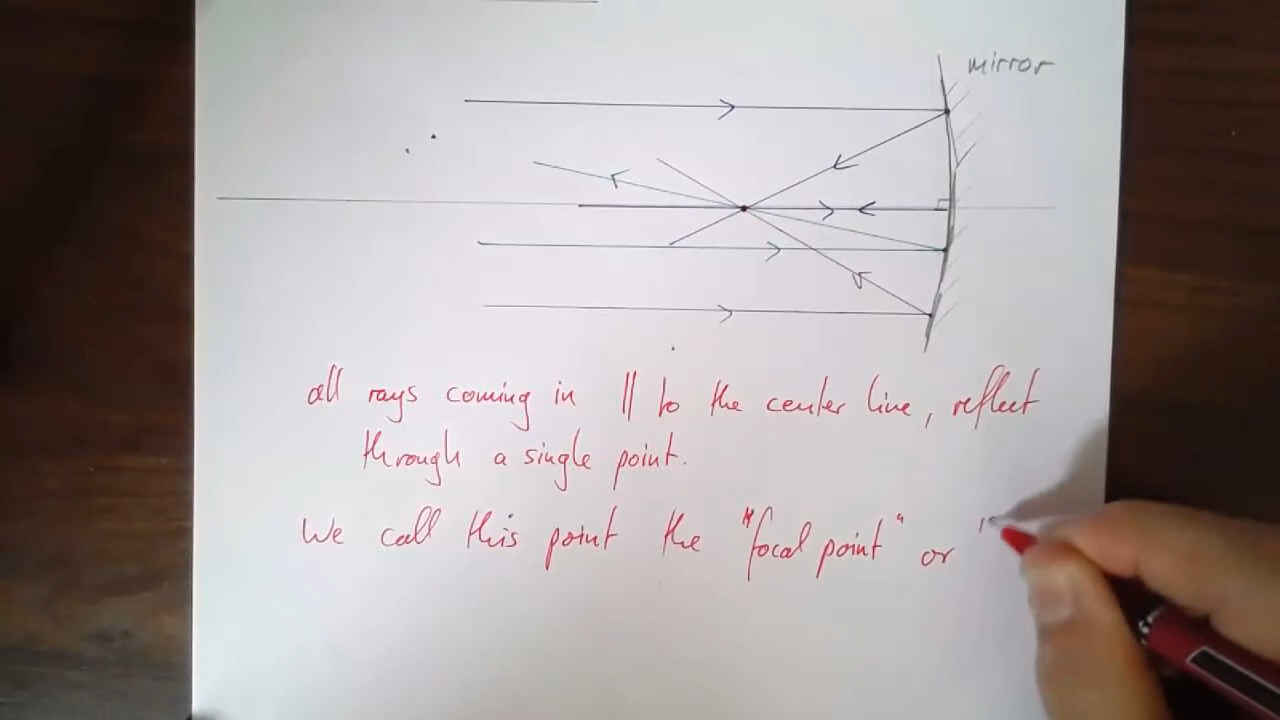 mirror
all rays coming in || to the center line, reflect
through a single point.
We call this point the "focal point" or "